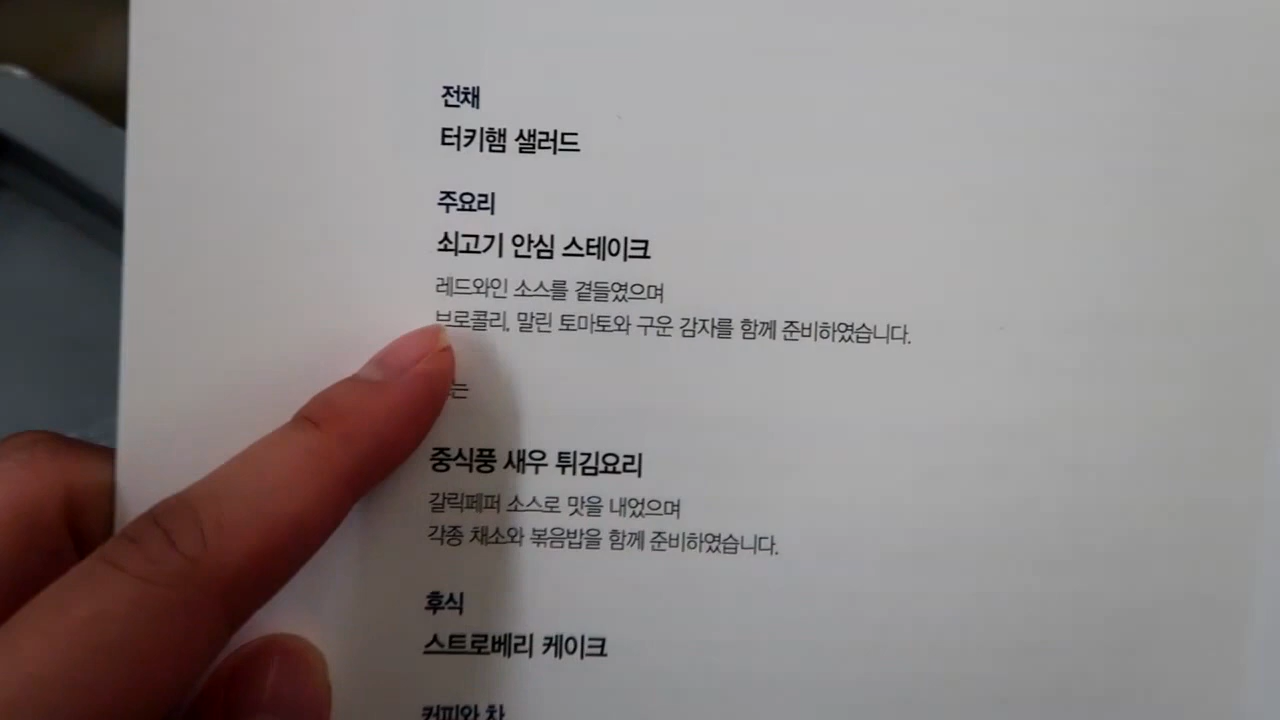 전채
터키햄 샐러드
주요리
쇠고기 안심 스테이크
레드와인 소스를 곁들였으며
브로콜리, 말린 토마토와 구운 감자를 함께 준비하였습니다.
중식풍 새우 튀김요리
갈릭페퍼 소스로 맛을 내었으며
각종 채소와 볶음밥을 함께 준비하였습니다.
후식
스트로베리 케이크
커피와 차